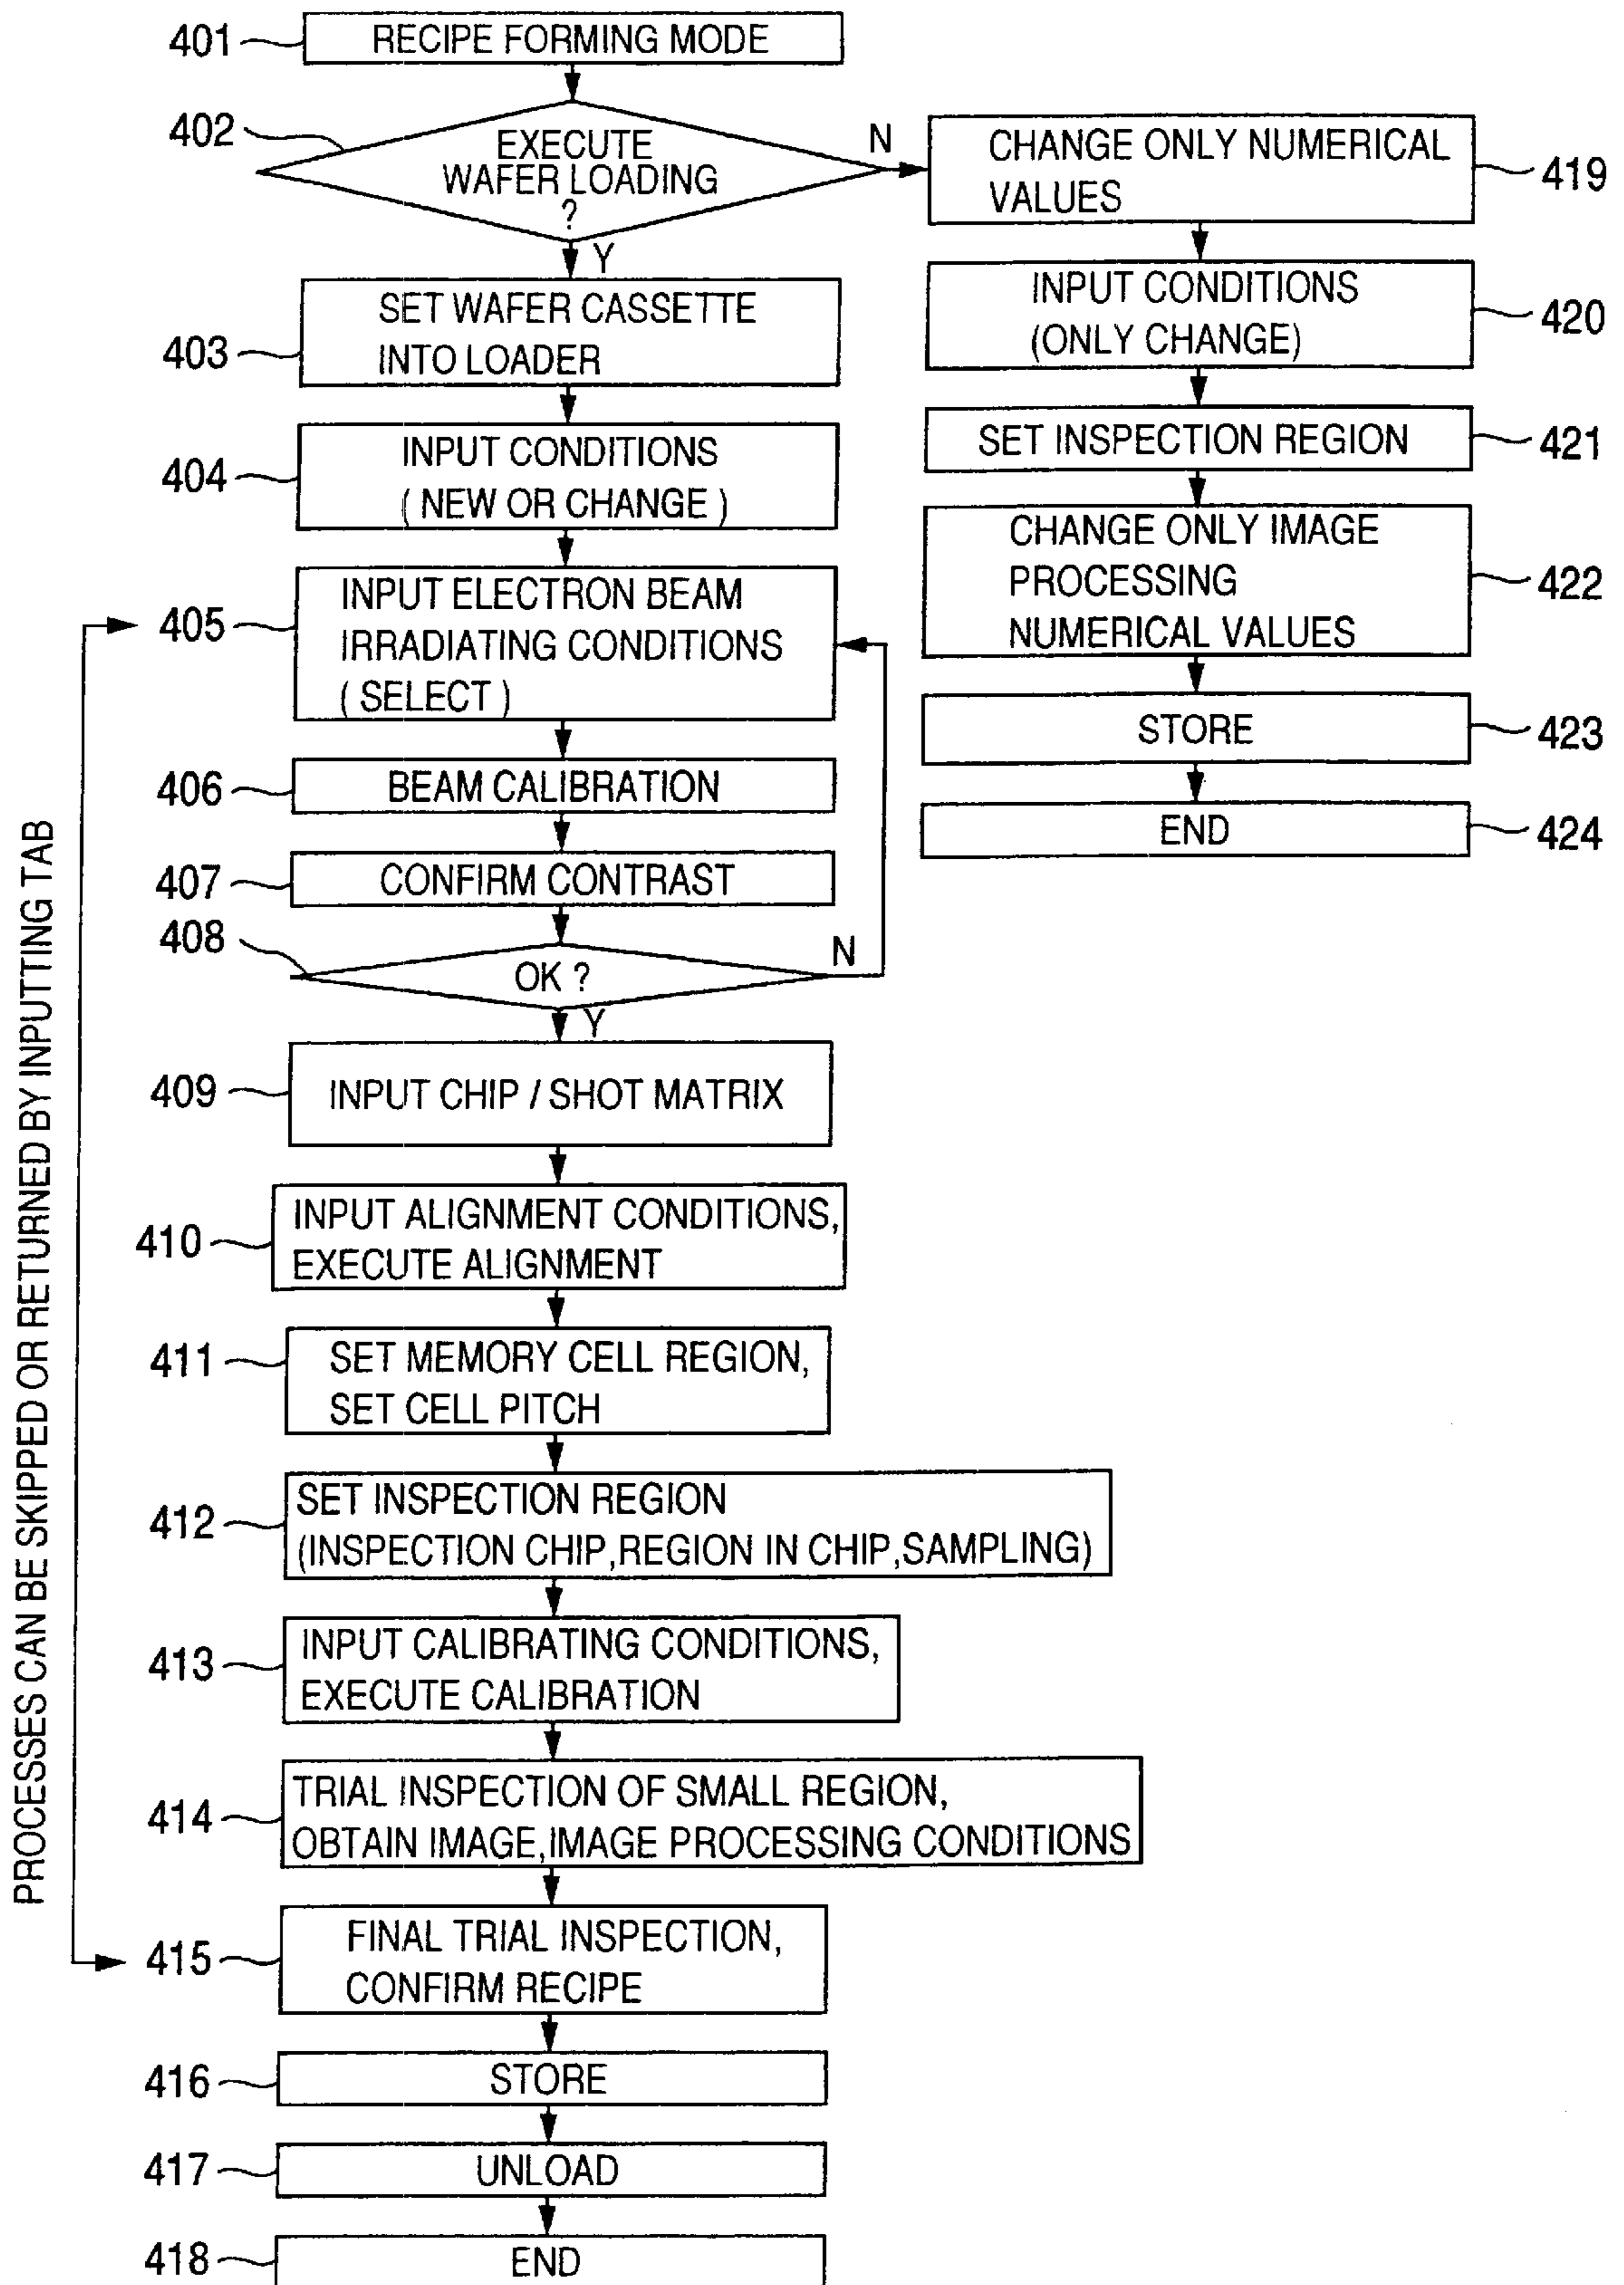 401
RECIPE FORMING MODE
402
EXECUTE
WAFER LOADING
?
N
Y
CHANGE ONLY NUMERICAL
VALUES
419
403
SET WAFER CASSETTE
INTO LOADER
INPUT CONDITIONS
(ONLY CHANGE)
420
404
INPUT CONDITIONS
( NEW OR CHANGE )
SET INSPECTION REGION
421
405
INPUT ELECTRON BEAM
IRRADIATING CONDITIONS
( SELECT )
CHANGE ONLY IMAGE
PROCESSING
NUMERICAL VALUES
422
406
BEAM CALIBRATION
STORE
423
407
CONFIRM CONTRAST
END
424
408
OK ?
N
Y
409
INPUT CHIP / SHOT MATRIX
410
INPUT ALIGNMENT CONDITIONS,
EXECUTE ALIGNMENT
411
SET MEMORY CELL REGION,
SET CELL PITCH
412
SET INSPECTION REGION
(INSPECTION CHIP,REGION IN CHIP,SAMPLING)
413
INPUT CALIBRATING CONDITIONS,
EXECUTE CALIBRATION
414
TRIAL INSPECTION OF SMALL REGION,
OBTAIN IMAGE,IMAGE PROCESSING CONDITIONS
415
FINAL TRIAL INSPECTION,
CONFIRM RECIPE
416
STORE
417
UNLOAD
418
END
PROCESSES CAN BE SKIPPED OR RETURNED BY INPUTTING TAB